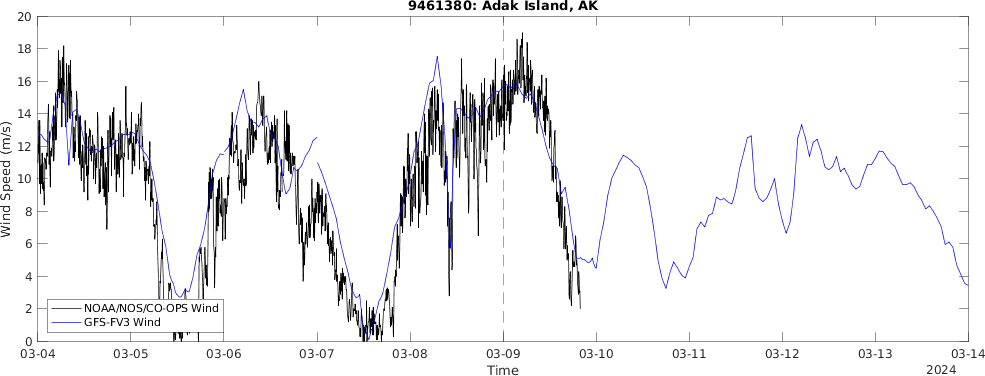 9461380: Adak Island, AK
20
18
16
14
12
10
8
6
4
2
0
Wind Speed (m/s)
NOAA/NOS/CO-OPS Wind
GFS-FV3 Wind
03-04 03-05 03-06 03-07 03-08 03-09 03-10 03-11 03-12 03-13 03-14
Time
2024